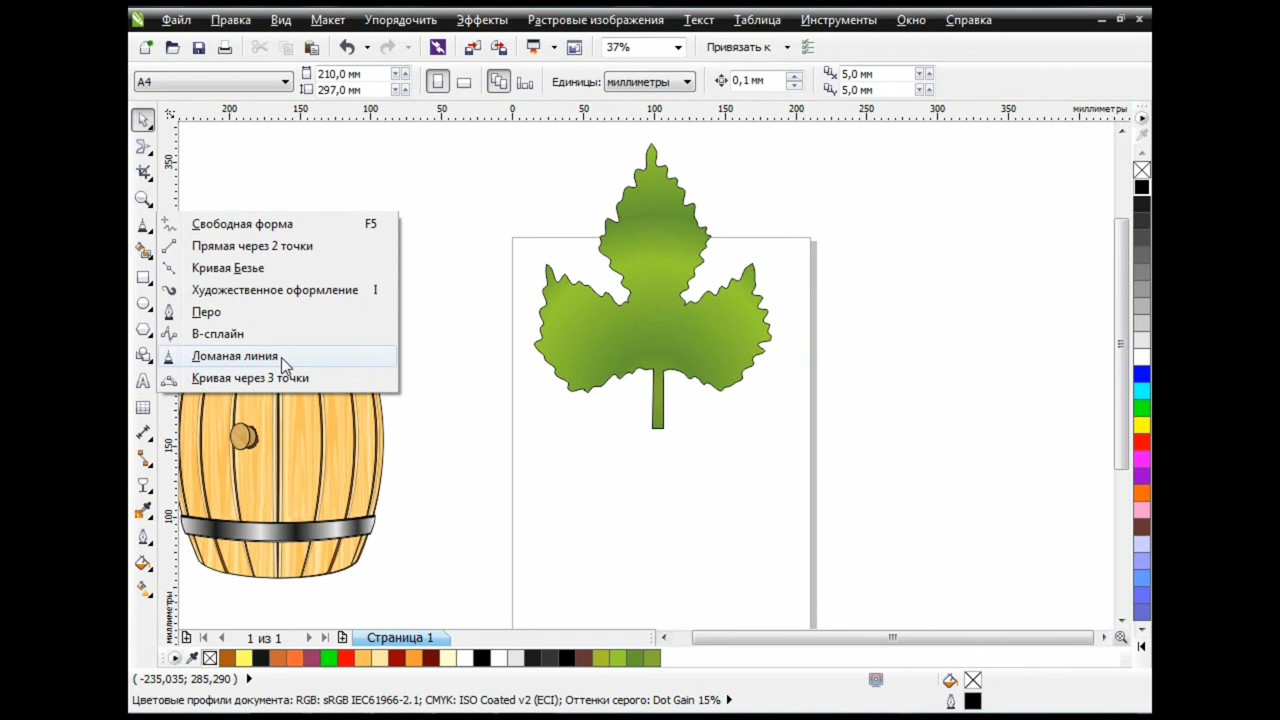 Файл Правка Вид Макет Упорядочить Эффекты Растровые изображения Текст Таблица Инструменты Окно Справка
37% Привязать к
A4 210,0 мм 297,0 мм Единицы: миллиметры 0,1 мм 5,0 мм 5,0 мм
200 150 100 50 0 50 100 150 200 250 300 350 миллиметры
350
Свободная форма F5
Прямая через 2 точки
Кривая Безье
Художественное оформление I
Перо
B-сплайн
Ломаная линия
Кривая через 3 точки
150
100
миллиметры
1 из 1 Страница 1
( -235,035; 285,290 )
Цветовые профили документа: RGB: sRGB IEC61966-2.1; CMYK: ISO Coated v2 (ECI); Оттенки серого: Dot Gain 15%